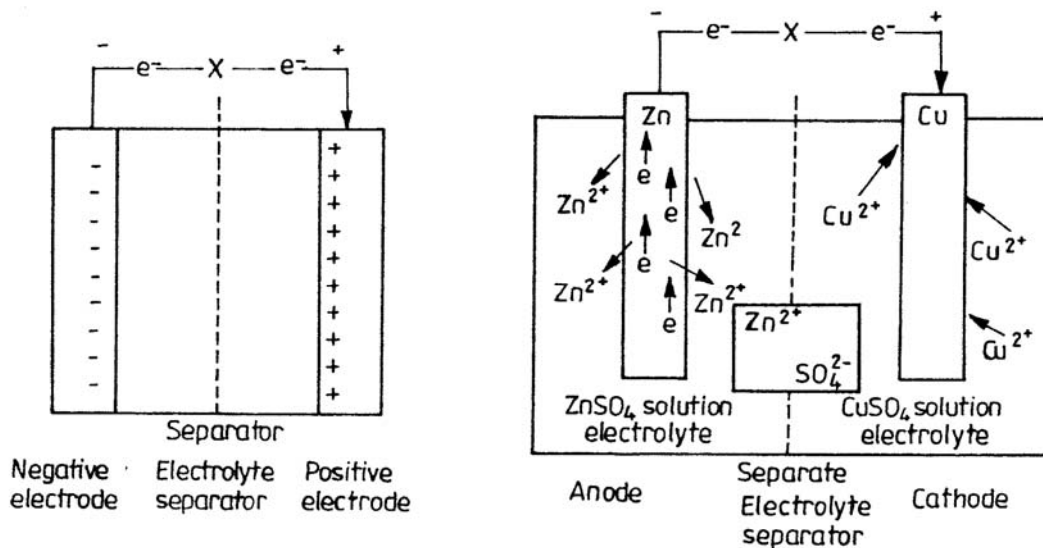 - +
e- X e-
- +
- +
- +
- +
- +
- +
- +
- +
- +
+
Separator
Negative electrode
Electrolyte separator
Positive electrode
- +
e- X e-
Zn
Cu
e
e
e
e
Zn²⁺
Zn²
Zn²⁺
Zn²⁺
Cu²⁺
Cu²⁺
Cu²⁺
Zn²⁺
SO₄²⁻
ZnSO₄ solution
electrolyte
CuSO₄ solution
electrolyte
Anode
Separate
Electrolyte
separator
Cathode